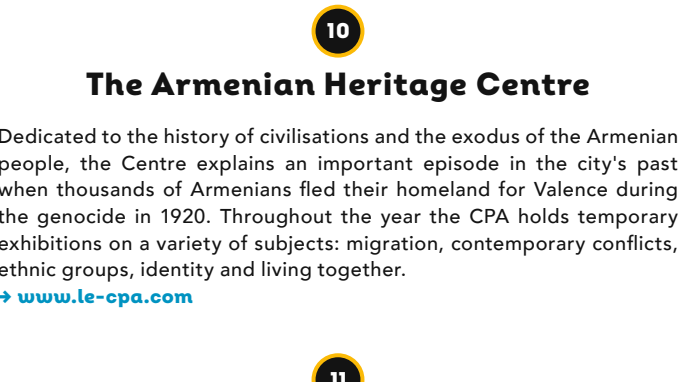 10
The Armenian Heritage Centre
Dedicated to the history of civilisations and the exodus of the Armenian
people, the Centre explains an important episode in the city's past
when thousands of Armenians fled their homeland for Valence during
the genocide in 1920. Throughout the year the CPA holds temporary
exhibitions on a variety of subjects: migration, contemporary conflicts,
ethnic groups, identity and living together.
→ www.le-cpa.com
11